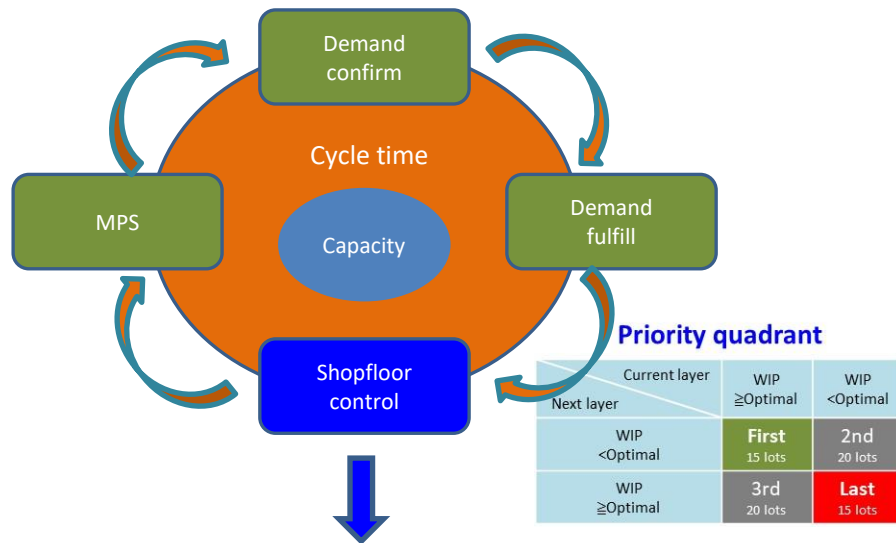 Demand
confirm
Cycle time
MPS
Capacity
Demand
fulfill
Shopfloor
control
Priority quadrant
Current layer
Next layer
WIP
≧Optimal
WIP
<Optimal
WIP
<Optimal
First
15 lots
2nd
20 lots
WIP
≧Optimal
3rd
20 lots
Last
15 lots